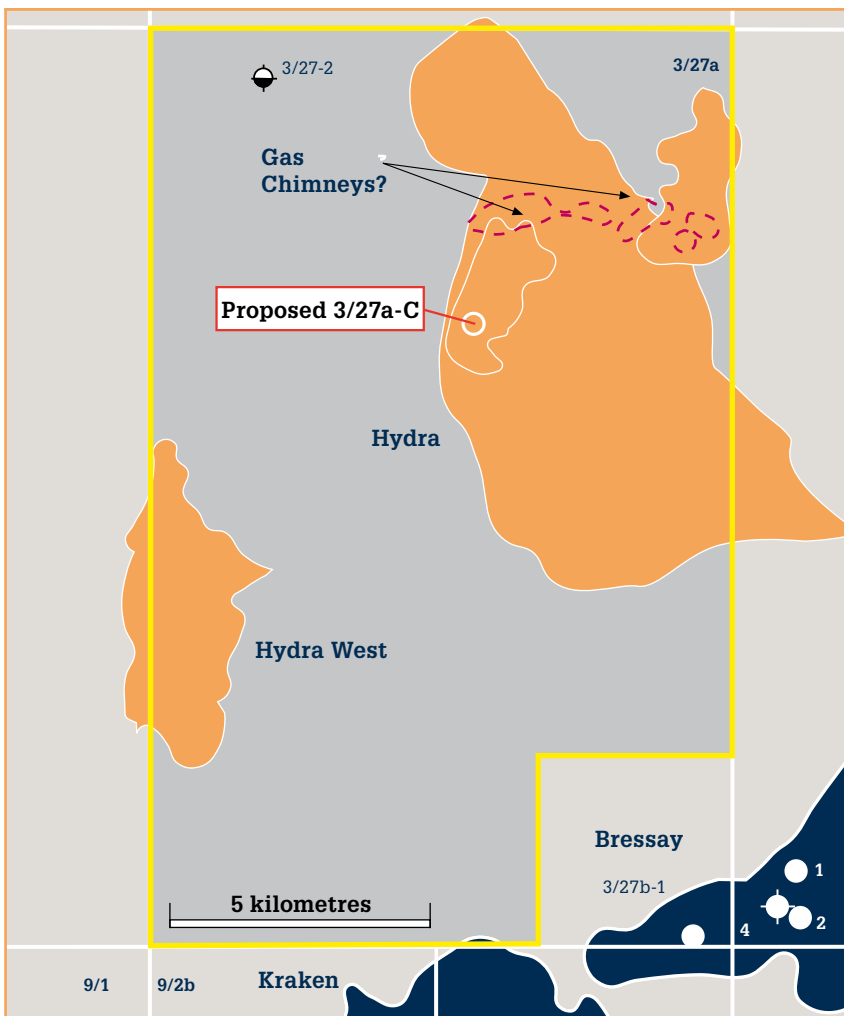 3/27-2
3/27a
Gas
Chimneys?
Proposed 3/27a-C
Hydra
Hydra West
Bressay
3/27b-1
1
2
4
5 kilometres
9/1
9/2b
Kraken